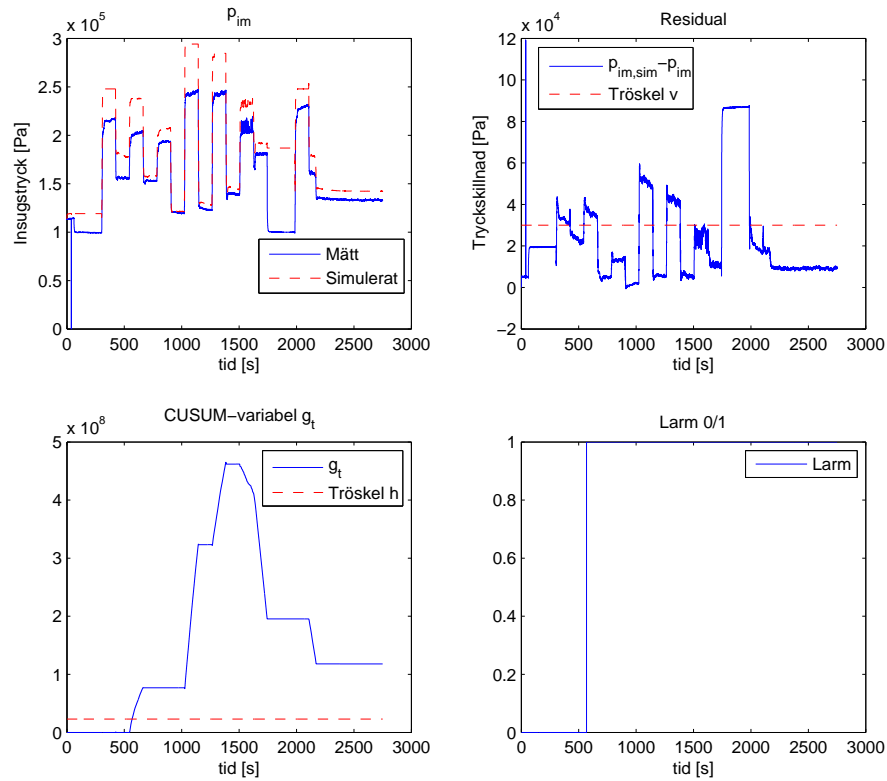 x 10^5
p_im
Insugstryck [Pa]
3
2.5
2
1.5
1
0.5
0
0 500 1000 1500 2000 2500 3000
tid [s]
Mätt
Simulerat
x 10^4
Residual
Tryckskillnad [Pa]
12
10
8
6
4
2
0
−2
0 500 1000 1500 2000 2500 3000
tid [s]
p_im,sim−p_im
Tröskel v
x 10^8
CUSUM−variabel g_t
5
4
3
2
1
0
0 500 1000 1500 2000 2500 3000
tid [s]
g_t
Tröskel h
Larm 0/1
1
0.8
0.6
0.4
0.2
0
0 500 1000 1500 2000 2500 3000
tid [s]
Larm